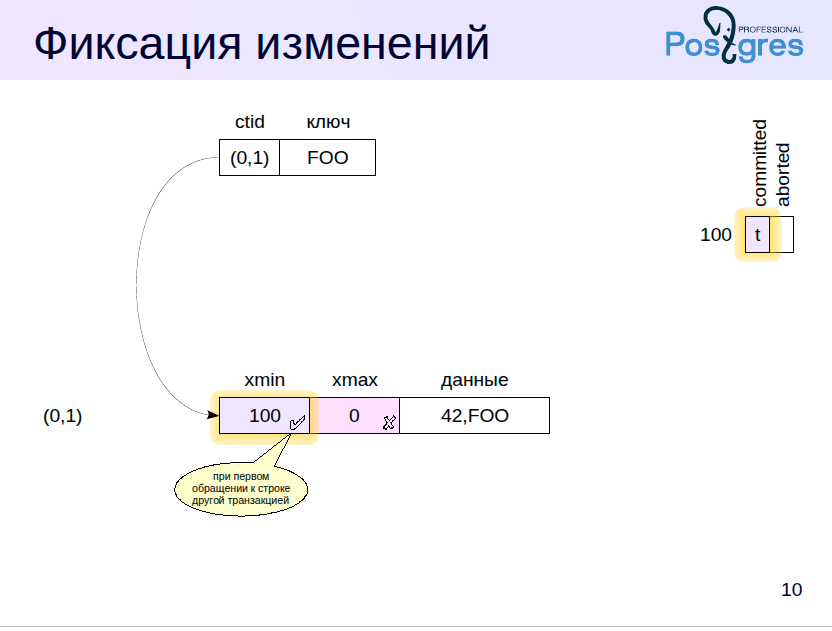 Фиксация изменений
PROFESSIONAL
Postgres
ctid ключ
(0,1) FOO
committed
aborted
100 t
xmin xmax данные
(0,1) 100 0 42,FOO
при первом
обращении к строке
другой транзакцией
10